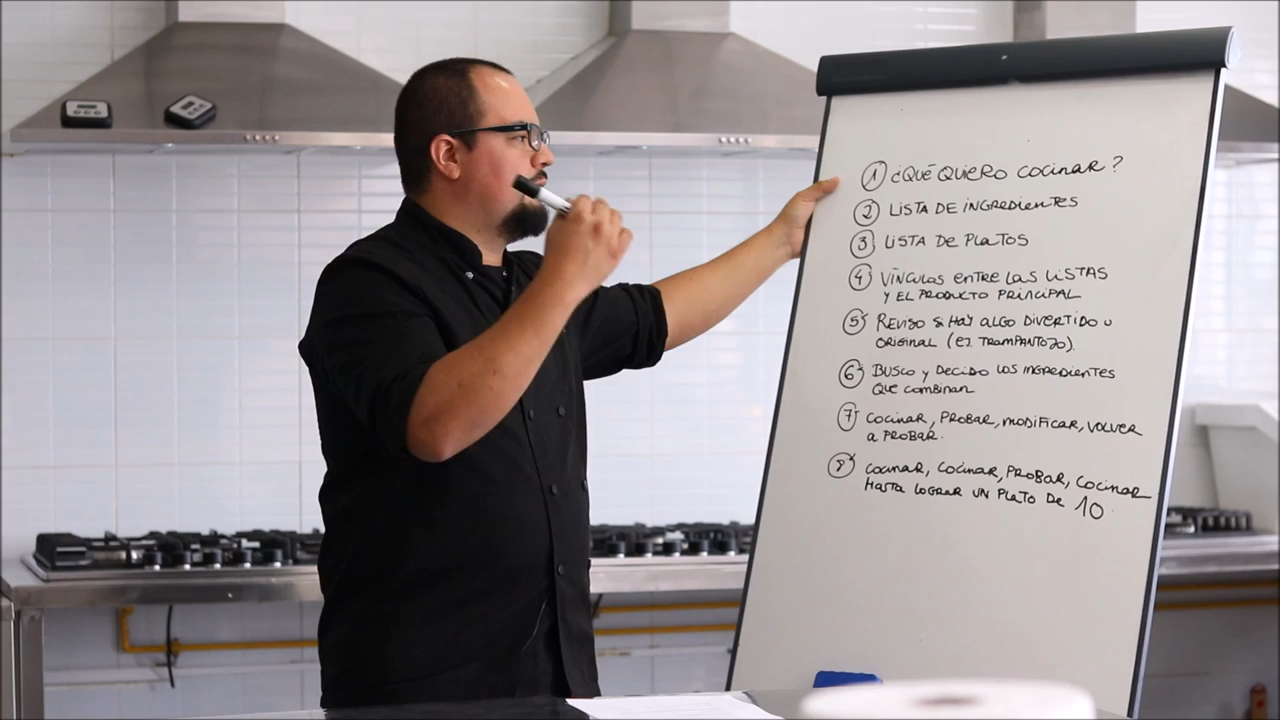 ① ¿QUÉ QUIERO COCINAR?
② LISTA DE INGREDIENTES
③ LISTA DE PLATOS
④ VÍNCULOS ENTRE LAS LISTAS
Y EL PRODUCTO PRINCIPAL
⑤ REVISO SI HAY ALGO DIVERTIDO U
ORIGINAL (EJ. TRAMPANTOJO).
⑥ BUSCO Y DECIDO LOS INGREDIENTES
QUE COMBINAN
⑦ COCINAR, PROBAR, MODIFICAR, VOLVER
A PROBAR.
⑧ COCINAR, COCINAR, PROBAR, COCINAR
HASTA LOGRAR UN PLATO DE 10